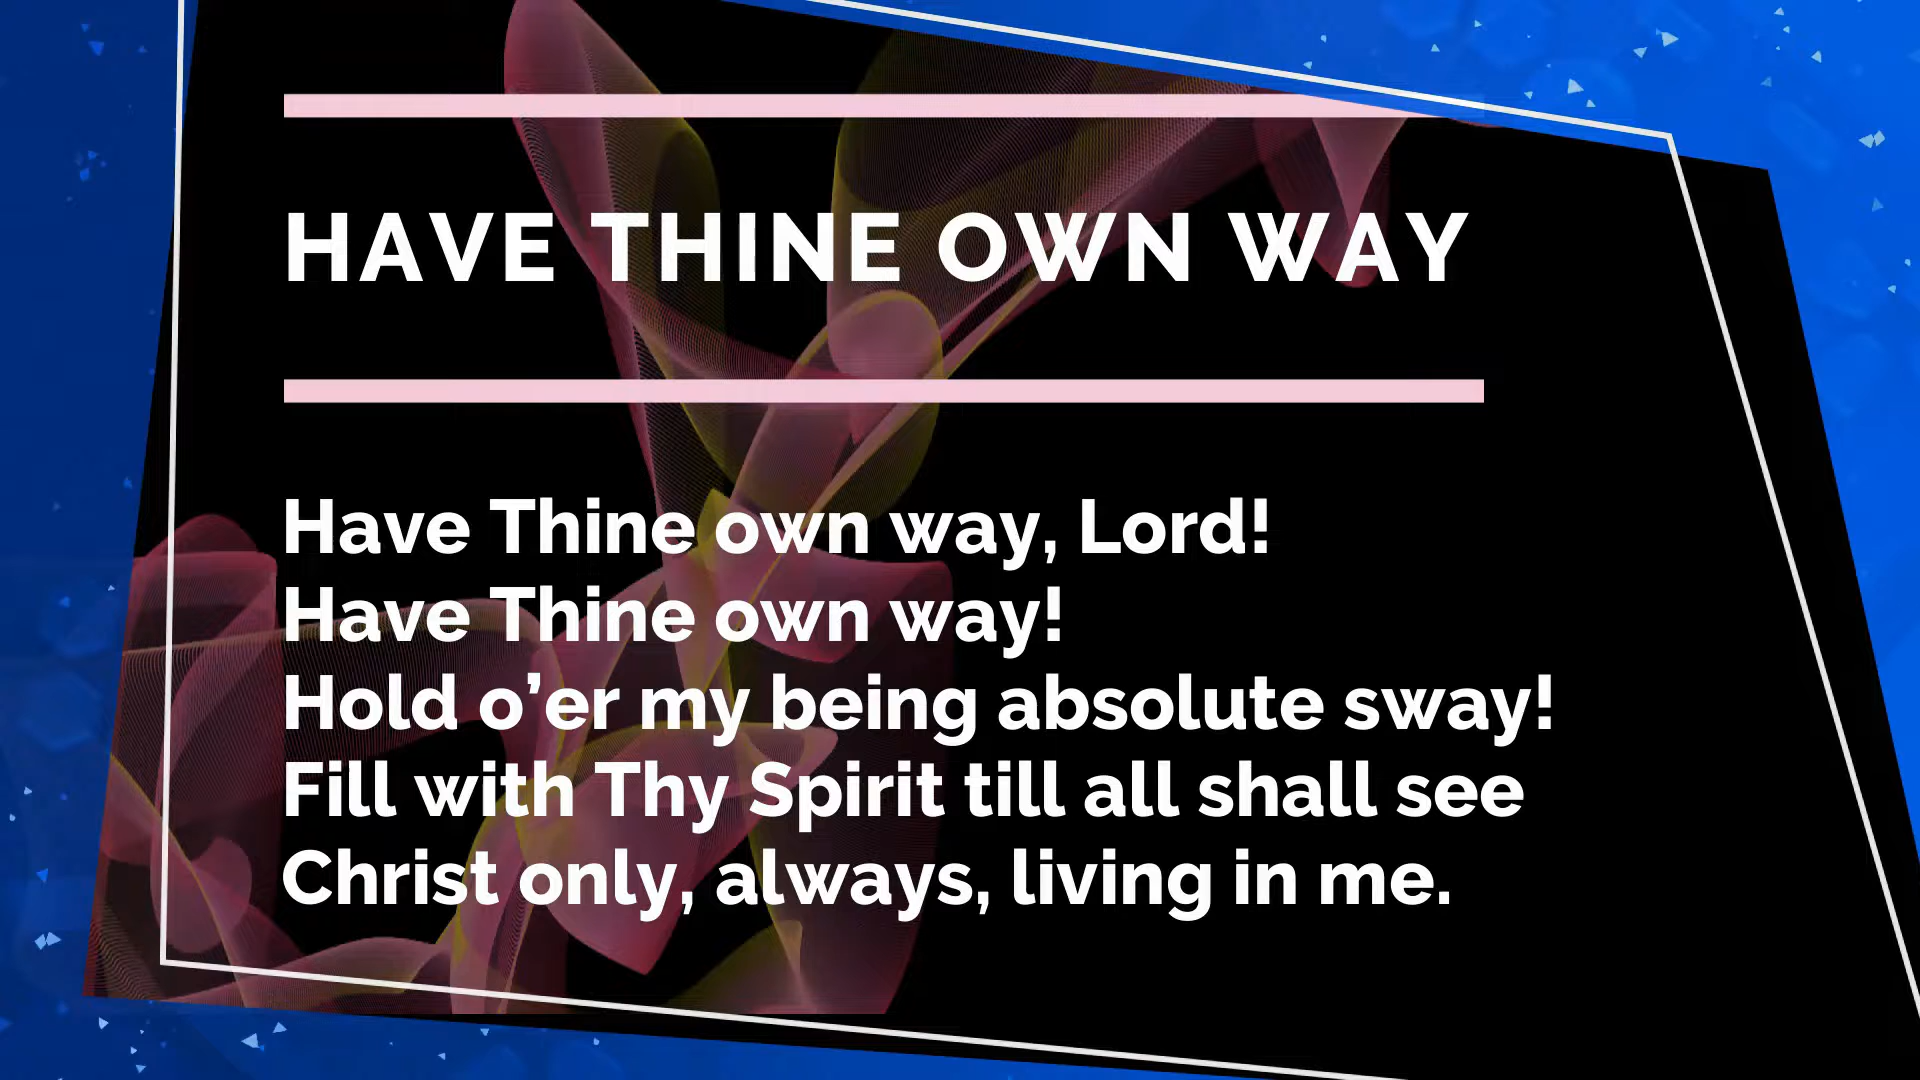 HAVE THINE OWN WAY
Have Thine own way, Lord!
Have Thine own way!
Hold o’er my being absolute sway!
Fill with Thy Spirit till all shall see
Christ only, always, living in me.